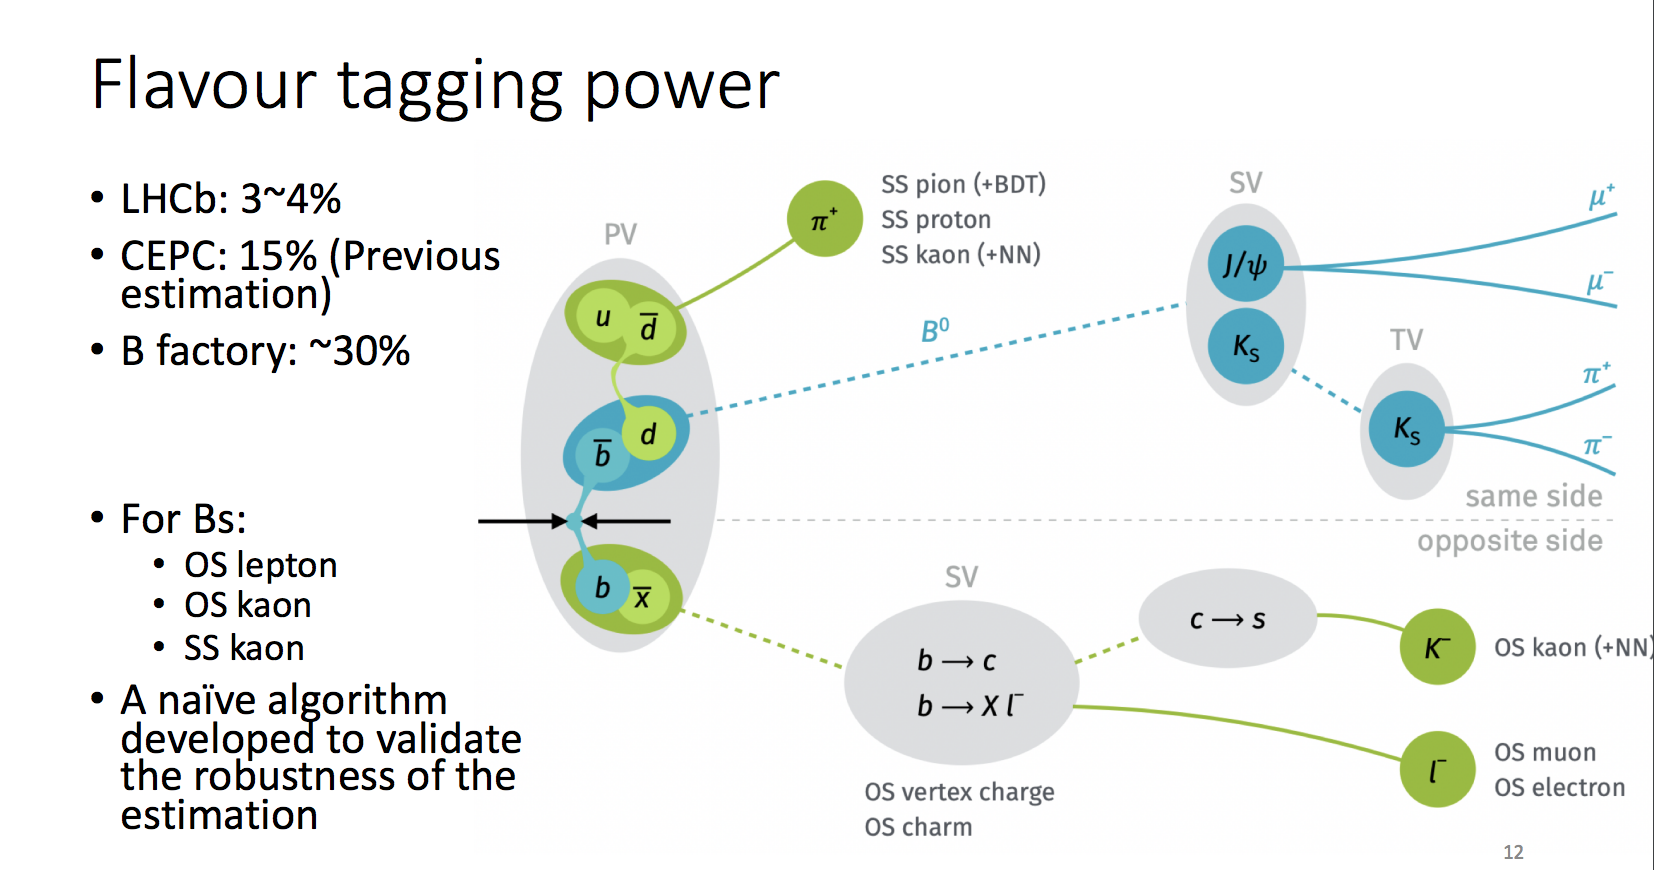 Flavour tagging power
• LHCb: 3~4%
• CEPC: 15% (Previous
estimation)
• B factory: ~30%
• For Bs:
• OS lepton
• OS kaon
• SS kaon
• A naïve algorithm
developed to validate
the robustness of the
estimation
PV
u d̅
b̅ d
b x̅
π⁺
SS pion (+BDT)
SS proton
SS kaon (+NN)
B⁰
SV
J/ψ
K_S
μ⁺
μ⁻
TV
K_S
π⁺
π⁻
same side
opposite side
SV
b → c
b → X l⁻
OS vertex charge
OS charm
c → s
K⁻
OS kaon (+NN)
l⁻
OS muon
OS electron
12